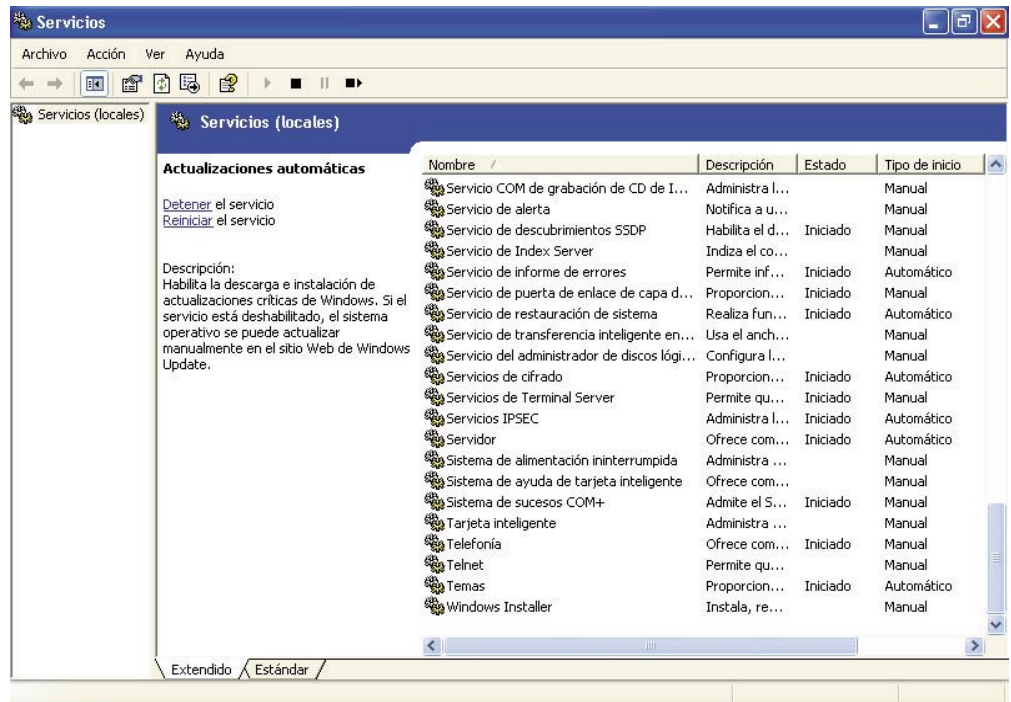 Servicios
Archivo Acción Ver Ayuda
Servicios (locales)
Servicios (locales)
Actualizaciones automáticas
Detener el servicio
Reiniciar el servicio
Descripción:
Habilita la descarga e instalación de
actualizaciones críticas de Windows. Si el
servicio está deshabilitado, el sistema
operativo se puede actualizar
manualmente en el sitio Web de Windows
Update.
Nombre Descripción Estado Tipo de inicio
Servicio COM de grabación de CD de I... Administra l... Manual
Servicio de alerta Notifica a u... Manual
Servicio de descubrimientos SSDP Habilita el d... Iniciado Manual
Servicio de Index Server Indiza el co... Manual
Servicio de informe de errores Permite inf... Iniciado Automático
Servicio de puerta de enlace de capa d... Proporcion... Iniciado Manual
Servicio de restauración de sistema Realiza fun... Iniciado Automático
Servicio de transferencia inteligente en... Usa el anch... Manual
Servicio del administrador de discos lógi... Configura l... Manual
Servicios de cifrado Proporcion... Iniciado Automático
Servicios de Terminal Server Permite qu... Iniciado Manual
Servicios IPSEC Administra l... Iniciado Automático
Servidor Ofrece com... Iniciado Automático
Sistema de alimentación ininterrumpida Administra ... Manual
Sistema de ayuda de tarjeta inteligente Ofrece com... Manual
Sistema de sucesos COM+ Admite el S... Iniciado Manual
Tarjeta inteligente Administra ... Manual
Telefonía Ofrece com... Iniciado Manual
Telnet Permite qu... Manual
Temas Proporcion... Iniciado Automático
Windows Installer Instala, re... Manual
Extendido Estándar